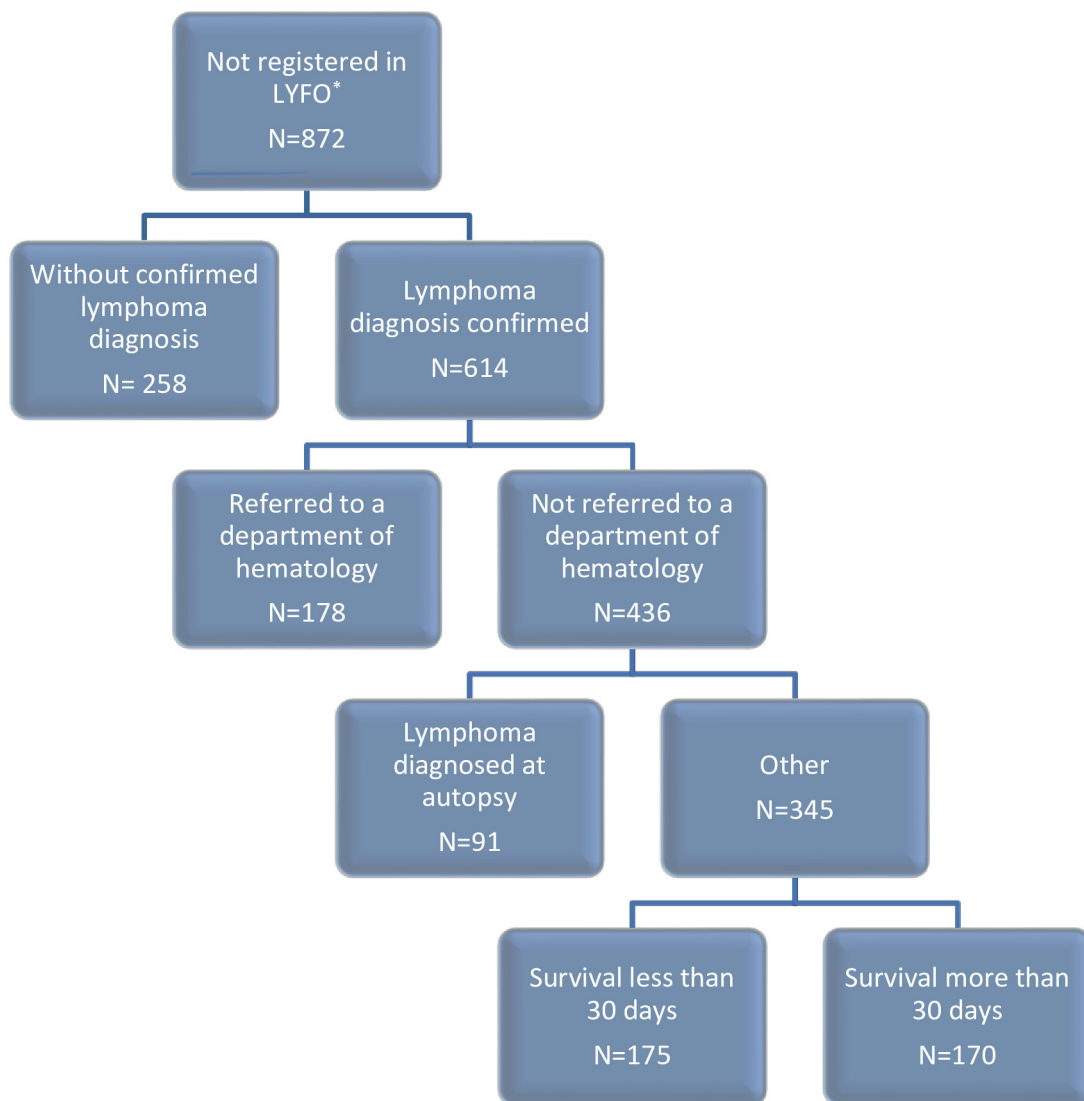 Not registered in
LYFO*
N=872
Without confirmed
lymphoma
diagnosis
N= 258
Lymphoma
diagnosis confirmed
N=614
Referred to a
department of
hematology
N=178
Not referred to a
department of
hematology
N=436
Lymphoma
diagnosed at
autopsy
N=91
Other
N=345
Survival less than
30 days
N=175
Survival more than
30 days
N=170